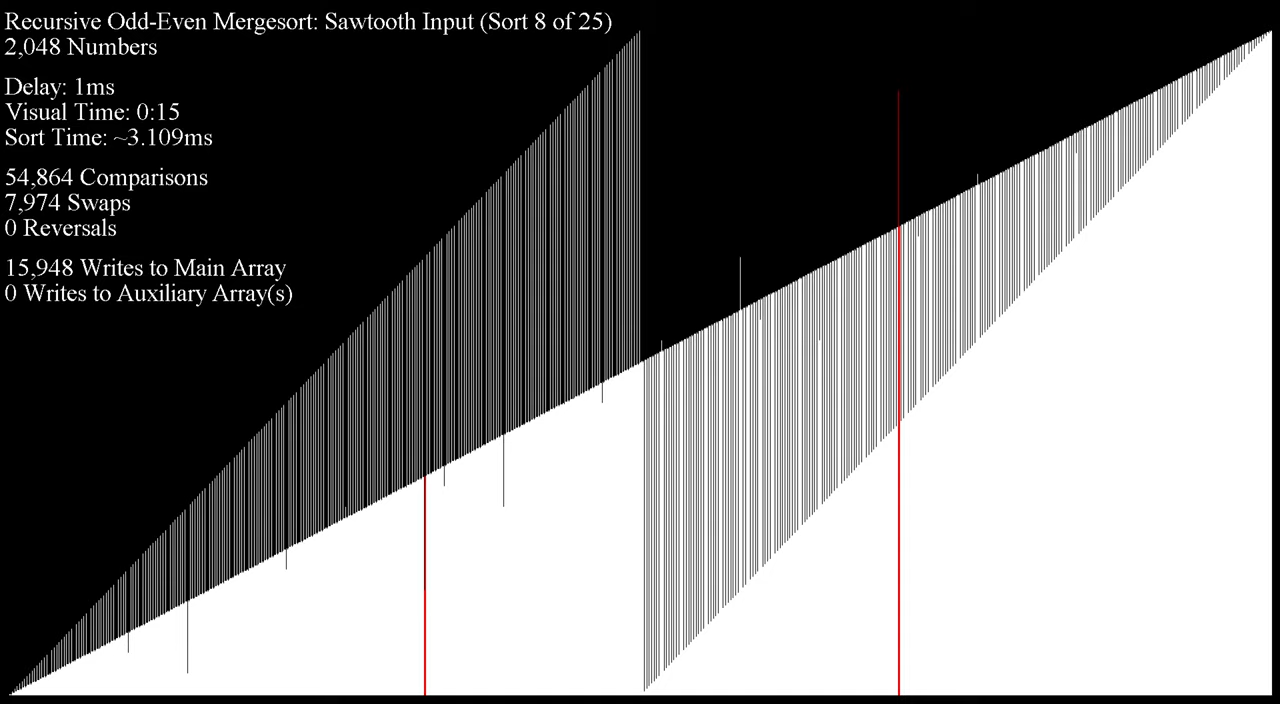 Recursive Odd-Even Mergesort: Sawtooth Input (Sort 8 of 25)
2,048 Numbers
Delay: 1ms
Visual Time: 0:15
Sort Time: ~3.109ms
54,864 Comparisons
7,974 Swaps
0 Reversals
15,948 Writes to Main Array
0 Writes to Auxiliary Array(s)